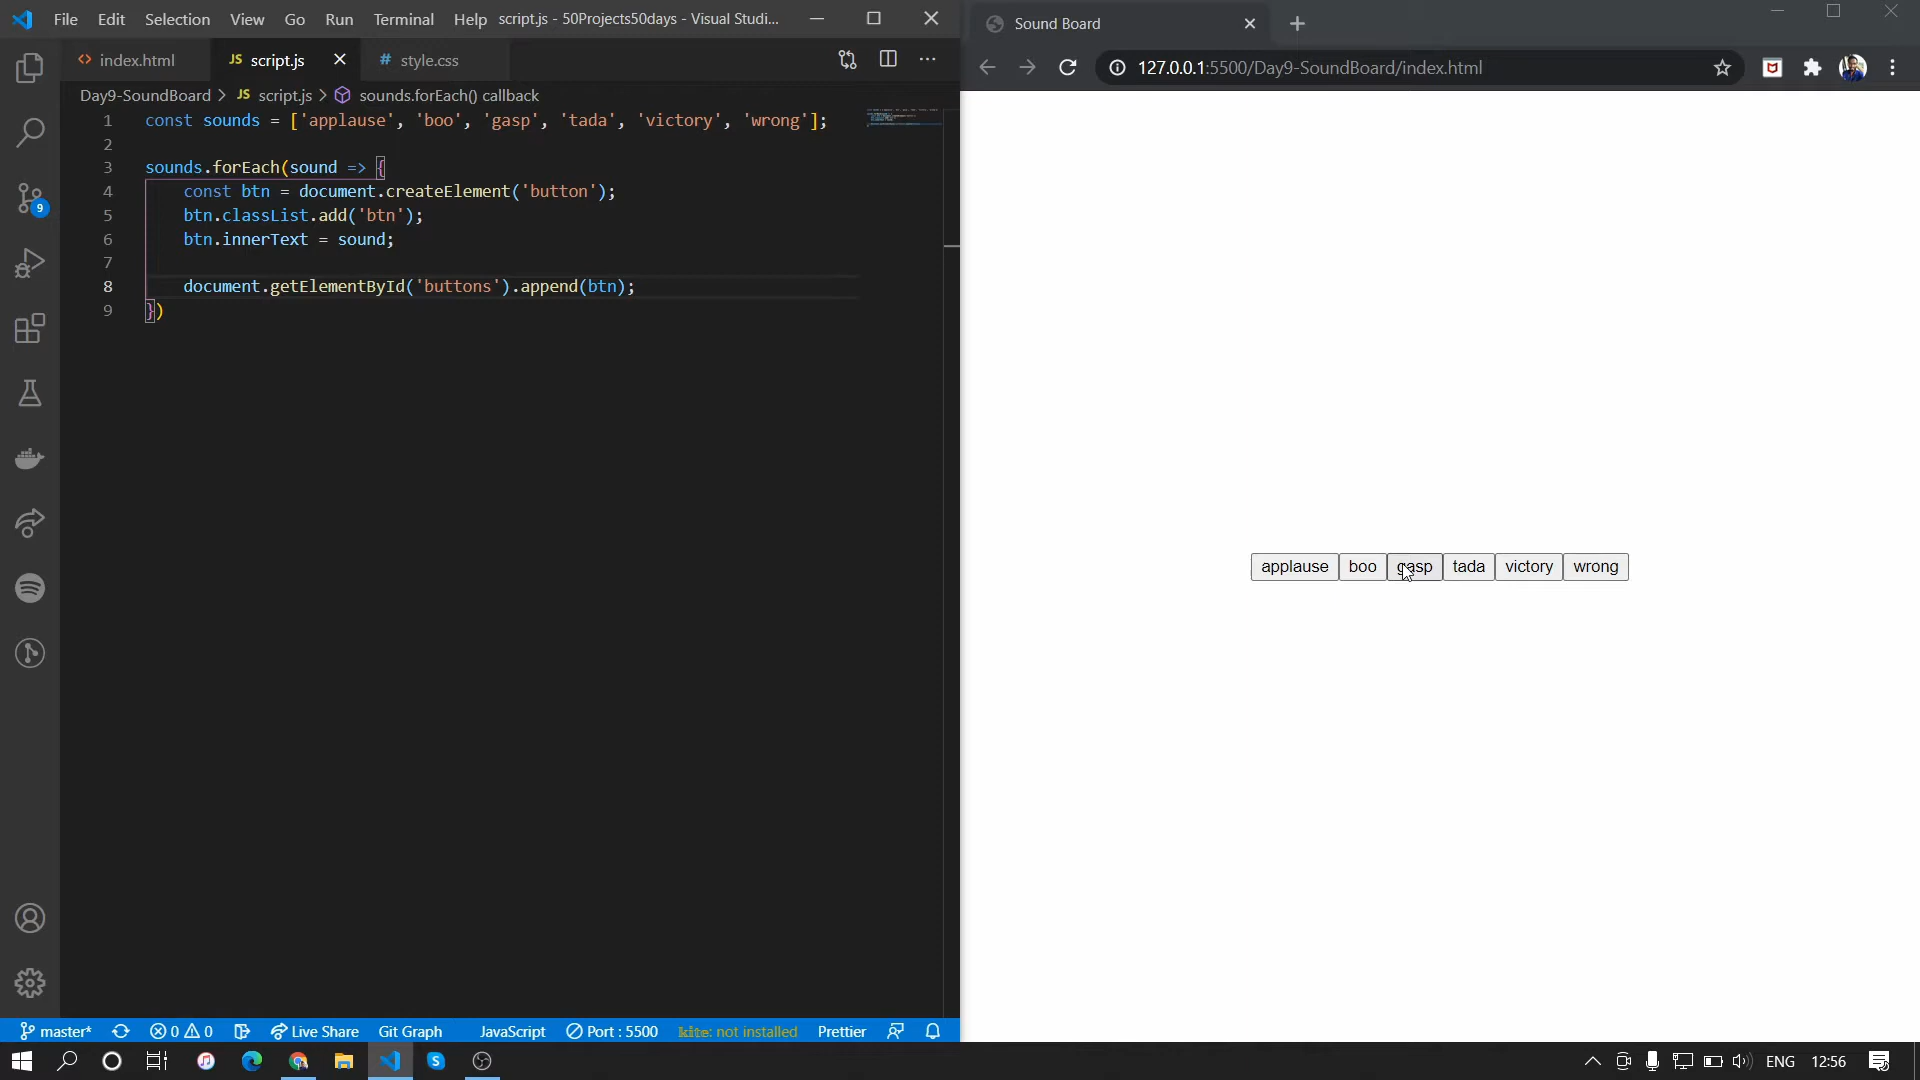 File Edit Selection View Go Run Terminal Help script.js - 50Projects50days - Visual Studi...
index.html JS script.js # style.css
Day9-SoundBoard > JS script.js > sounds.forEach() callback
1 const sounds = ['applause', 'boo', 'gasp', 'tada', 'victory', 'wrong'];
2
3 sounds.forEach(sound => {
4 const btn = document.createElement('button');
5 btn.classList.add('btn');
6 btn.innerText = sound;
7
8 document.getElementById('buttons').append(btn);
9 })
9
master* 0 0 Live Share Git Graph JavaScript Port : 5500 kite: not installed Prettier
Sound Board
127.0.0.1:5500/Day9-SoundBoard/index.html
applause boo gasp tada victory wrong
ENG 12:56